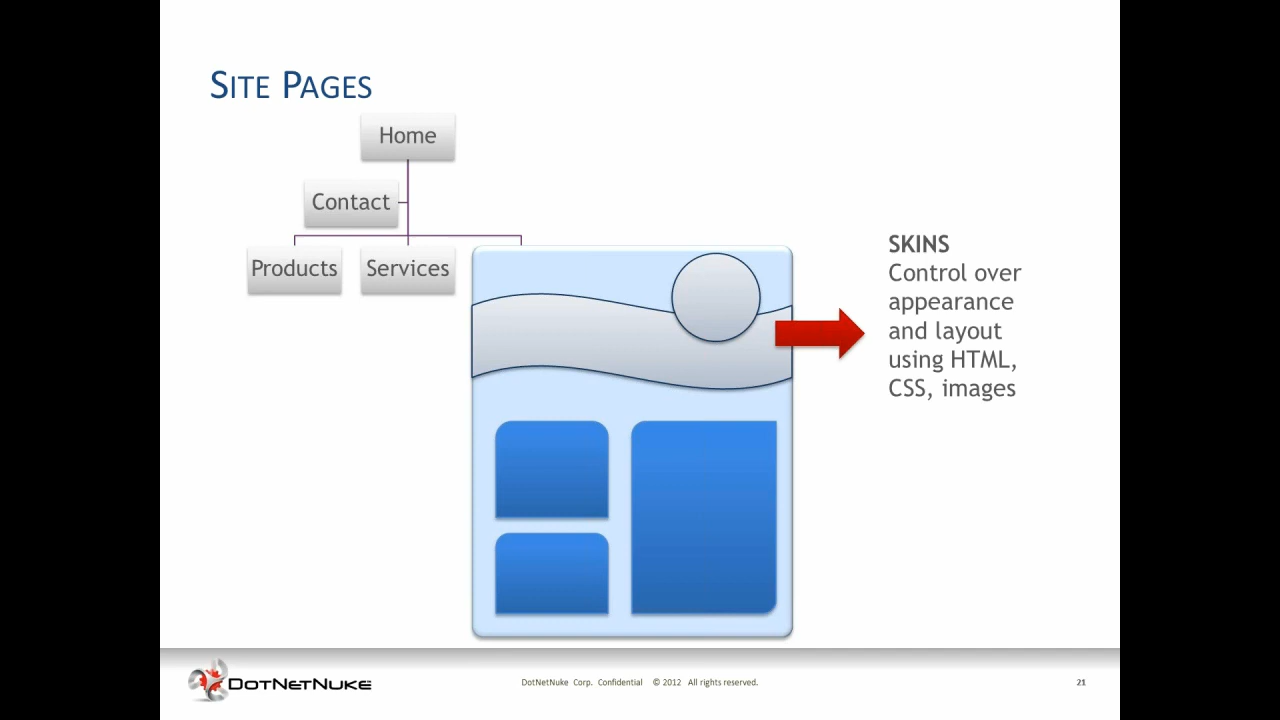 SITE PAGES
Home
Contact
Products
Services
SKINS
Control over
appearance
and layout
using HTML,
CSS, images
DOTNETNUKE
DotNetNuke Corp. Confidential © 2012 All rights reserved.
21